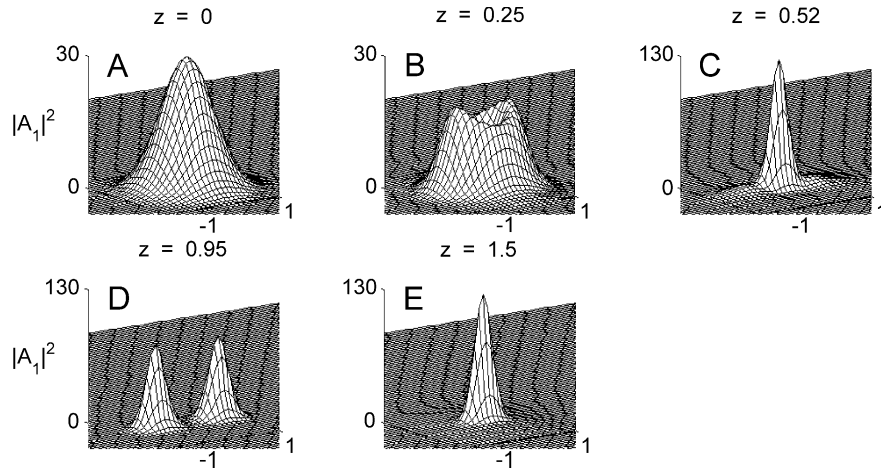 z = 0
z = 0.25
z = 0.52
30
A
|A1|^2
0
-1
1
30
B
0
-1
1
130
C
0
-1
1
z = 0.95
z = 1.5
130
D
|A1|^2
0
-1
1
130
E
0
-1
1